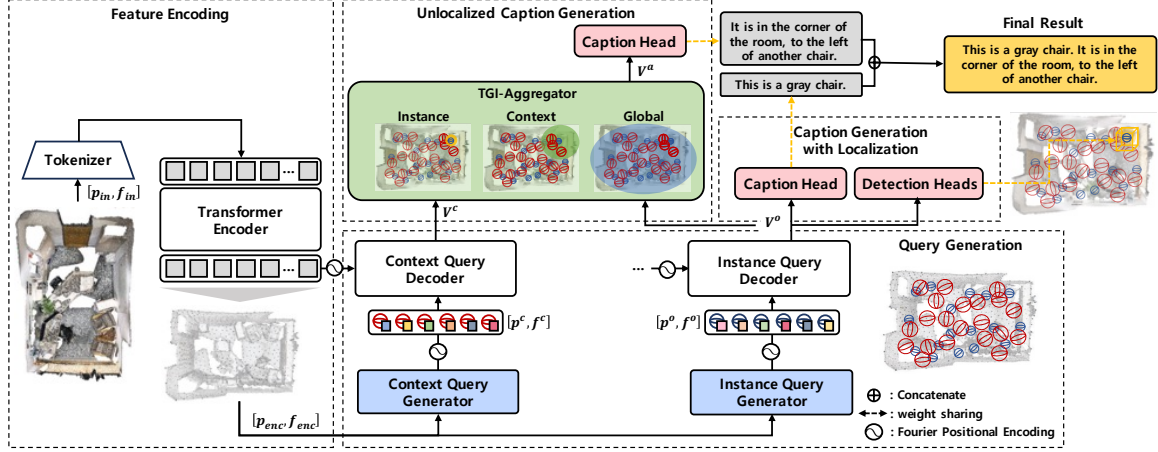 Feature Encoding
Tokenizer
[p_in, f_in]
Transformer
Encoder
[p_enc, f_enc]
Unlocalized Caption Generation
Caption Head
V^a
TGI-Aggregator
Instance
Context
Global
V^c
V^o
It is in the corner of
the room, to the left
of another chair.
This is a gray chair.
Final Result
This is a gray chair. It is in the
corner of the room, to the left
of another chair.
Caption Generation
with Localization
Caption Head
Detection Heads
Query Generation
Context Query
Decoder
[p^c, f^c]
Context Query
Generator
Instance Query
Decoder
[p^o, f^o]
Instance Query
Generator
: Concatenate
: weight sharing
: Fourier Positional Encoding